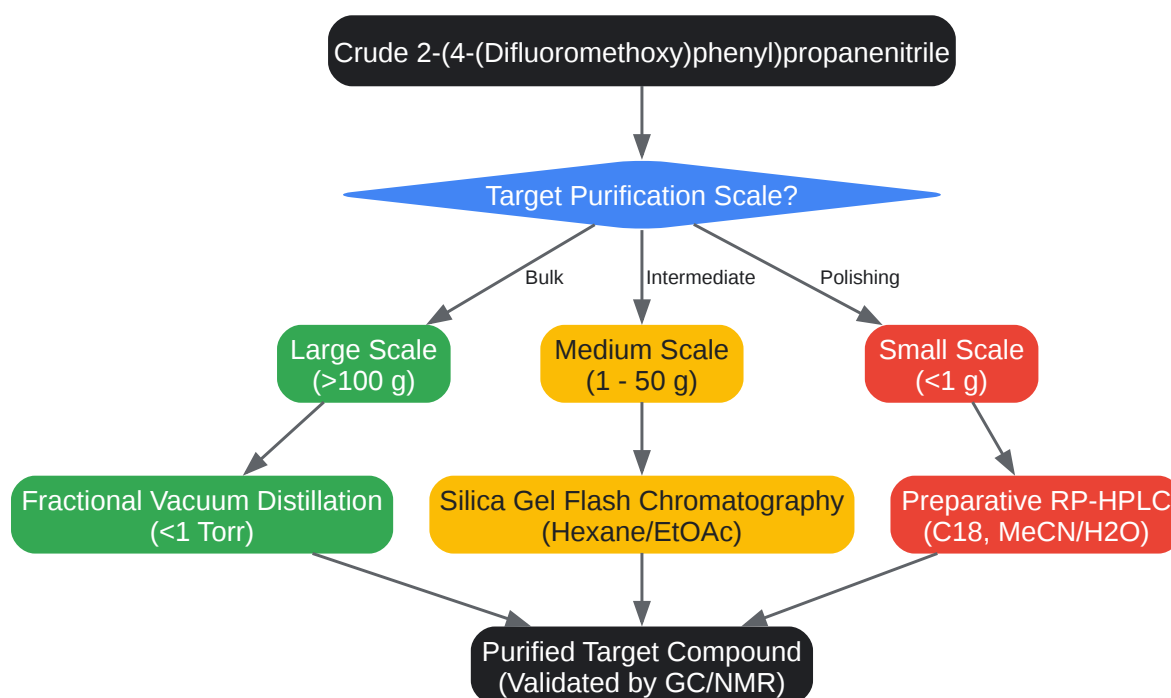 Crude 2-(4-(Difluoromethoxy)phenyl)propanenitrile
Target Purification Scale?
Bulk
Intermediate
Polishing
Large Scale
(>100 g)
Medium Scale
(1 - 50 g)
Small Scale
(<1 g)
Fractional Vacuum Distillation
(<1 Torr)
Silica Gel Flash Chromatography
(Hexane/EtOAc)
Preparative RP-HPLC
(C18, MeCN/H2O)
Purified Target Compound
(Validated by GC/NMR)